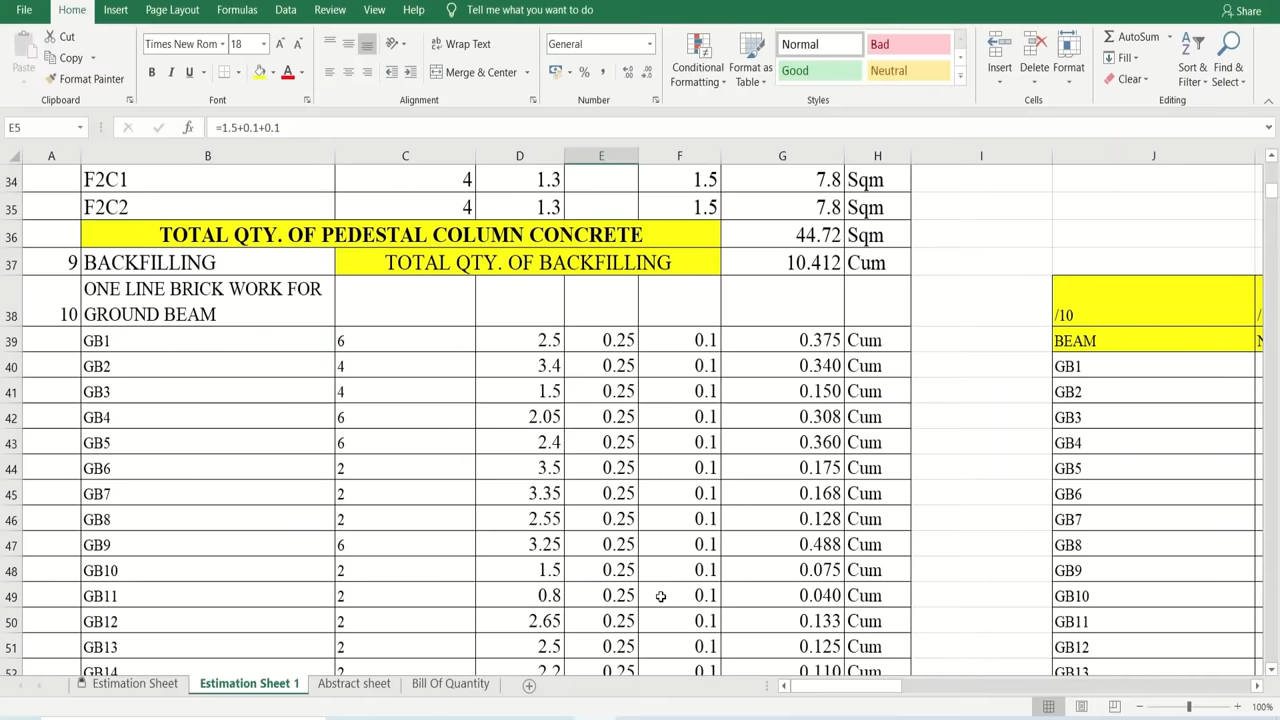 File Home Insert Page Layout Formulas Data Review View Help Tell me what you want to do Share
Cut Times New Rom 18 Wrap Text General Normal Bad AutoSum
Paste Copy Conditional Format as Insert Delete Format Fill Sort & Find &
Format Painter B I U Merge & Center % , Formatting Table Good Neutral Clear Filter Select
Clipboard Font Alignment Number Styles Cells Editing
E5 fx =1.5+0.1+0.1
A B C D E F G H I J
34 F2C1 4 1.3 1.5 7.8 Sqm
35 F2C2 4 1.3 1.5 7.8 Sqm
36 TOTAL QTY. OF PEDESTAL COLUMN CONCRETE 44.72 Sqm
37 9 BACKFILLING TOTAL QTY. OF BACKFILLING 10.412 Cum
ONE LINE BRICK WORK FOR
38 10 GROUND BEAM /10 /
39 GB1 6 2.5 0.25 0.1 0.375 Cum BEAM N
40 GB2 4 3.4 0.25 0.1 0.340 Cum GB1
41 GB3 4 1.5 0.25 0.1 0.150 Cum GB2
42 GB4 6 2.05 0.25 0.1 0.308 Cum GB3
43 GB5 6 2.4 0.25 0.1 0.360 Cum GB4
44 GB6 2 3.5 0.25 0.1 0.175 Cum GB5
45 GB7 2 3.35 0.25 0.1 0.168 Cum GB6
46 GB8 2 2.55 0.25 0.1 0.128 Cum GB7
47 GB9 6 3.25 0.25 0.1 0.488 Cum GB8
48 GB10 2 1.5 0.25 0.1 0.075 Cum GB9
49 GB11 2 0.8 0.25 0.1 0.040 Cum GB10
50 GB12 2 2.65 0.25 0.1 0.133 Cum GB11
51 GB13 2 2.5 0.25 0.1 0.125 Cum GB12
52 GB14 2 2.2 0.25 0.1 0.110 Cum GB13
Estimation Sheet Estimation Sheet 1 Abstract sheet Bill Of Quantity
100%